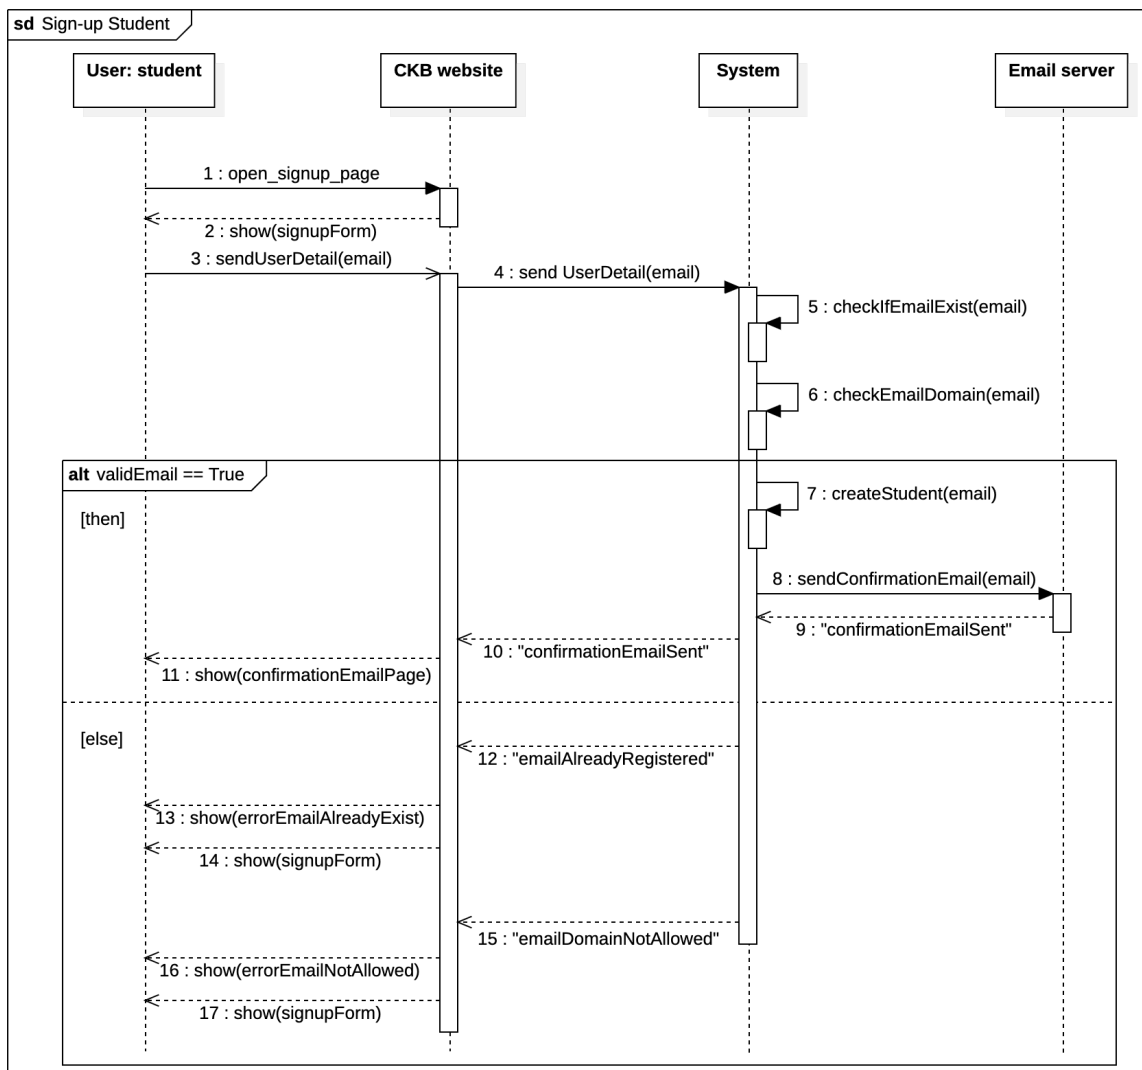 sd Sign-up Student
User: student
CKB website
System
Email server
1 : open_signup_page
2 : show(signupForm)
3 : sendUserDetail(email)
4 : send UserDetail(email)
5 : checkIfEmailExist(email)
6 : checkEmailDomain(email)
alt validEmail == True
7 : createStudent(email)
[then]
8 : sendConfirmationEmail(email)
9 : "confirmationEmailSent"
10 : "confirmationEmailSent"
11 : show(confirmationEmailPage)
[else]
12 : "emailAlreadyRegistered"
13 : show(errorEmailAlreadyExist)
14 : show(signupForm)
15 : "emailDomainNotAllowed"
16 : show(errorEmailNotAllowed)
17 : show(signupForm)